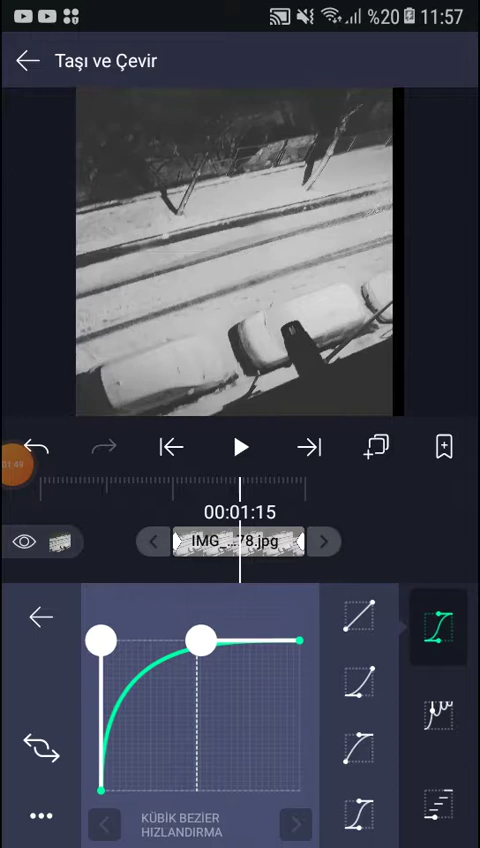 %20 11:57
Taşı ve Çevir
01:49
00:01:15
IMG_...78.jpg
KÜBİK BEZİER
HIZLANDIRMA